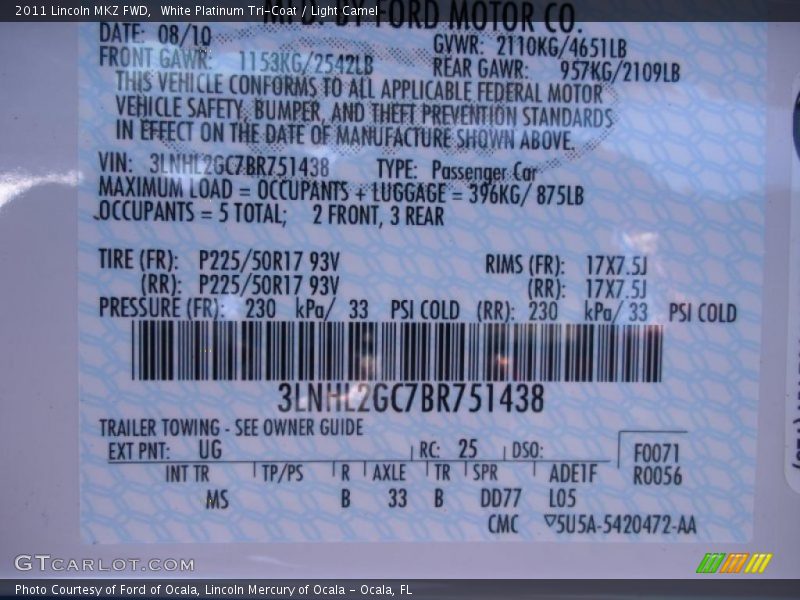 2011 Lincoln MKZ FWD, White Platinum Tri-Coat / Light Camel
MFD. BY FORD MOTOR CO.
DATE: 08/10 GVWR: 2110KG/4651LB
FRONT GAWR: 1153KG/2542LB REAR GAWR: 957KG/2109LB
THIS VEHICLE CONFORMS TO ALL APPLICABLE FEDERAL MOTOR
VEHICLE SAFETY, BUMPER, AND THEFT PREVENTION STANDARDS
IN EFFECT ON THE DATE OF MANUFACTURE SHOWN ABOVE.
VIN: 3LNHL2GC7BR751438 TYPE: Passenger Car
MAXIMUM LOAD = OCCUPANTS + LUGGAGE = 396KG/ 875LB
OCCUPANTS = 5 TOTAL; 2 FRONT, 3 REAR
TIRE (FR): P225/50R17 93V RIMS (FR): 17X7.5J
(RR): P225/50R17 93V (RR): 17X7.5J
PRESSURE (FR): 230 kPa/ 33 PSI COLD (RR): 230 kPa/ 33 PSI COLD
3LNHL2GC7BR751438
TRAILER TOWING - SEE OWNER GUIDE
EXT PNT: UG RC: 25 DSO: F0071
INT TR TP/PS R AXLE TR SPR ADE1F R0056
MS B 33 B DD77 L05
CMC ▽5U5A-5420472-AA
GTCARLOT.COM
Photo Courtesy of Ford of Ocala, Lincoln Mercury of Ocala - Ocala, FL